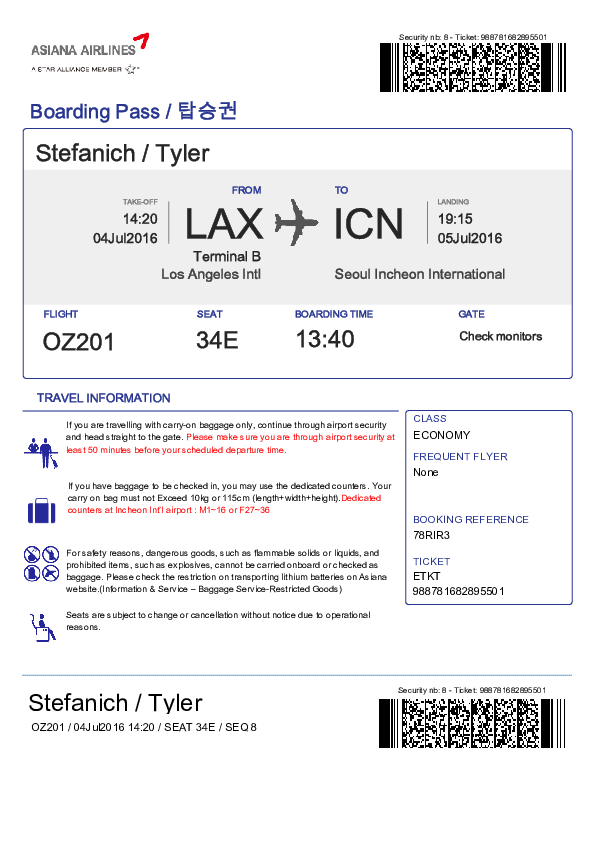 ASIANA AIRLINES
A STAR ALLIANCE MEMBER
Security nb: 8 - Ticket: 988781682895501
Boarding Pass / 탑승권
Stefanich / Tyler
FROM
TO
TAKE-OFF
14:20
04Jul2016
LAX
ICN
LANDING
19:15
05Jul2016
Terminal B
Los Angeles Intl
Seoul Incheon International
FLIGHT
SEAT
BOARDING TIME
GATE
OZ201
34E
13:40
Check monitors
TRAVEL INFORMATION
If you are travelling with carry-on baggage only, continue through airport security
and head straight to the gate. Please make sure you are through airport security at
least 50 minutes before your scheduled departure time.
If you have baggage to be checked in, you may use the dedicated counters. Your
carry on bag must not Exceed 10kg or 115cm (length+width+height).Dedicated
counters at Incheon Int'l airport : M1~16 or F27~36
For safety reasons, dangerous goods, such as flammable solids or liquids, and
prohibited items, such as explosives, cannot be carried onboard or checked as
baggage. Please check the restriction on transporting lithium batteries on Asiana
website.(Information & Service – Baggage Service-Restricted Goods)
Seats are subject to change or cancellation without notice due to operational
reasons.
CLASS
ECONOMY
FREQUENT FLYER
None
BOOKING REFERENCE
78RIR3
TICKET
ETKT
988781682895501
Stefanich / Tyler
OZ201 / 04Jul2016 14:20 / SEAT 34E / SEQ 8
Security nb: 8 - Ticket: 988781682895501